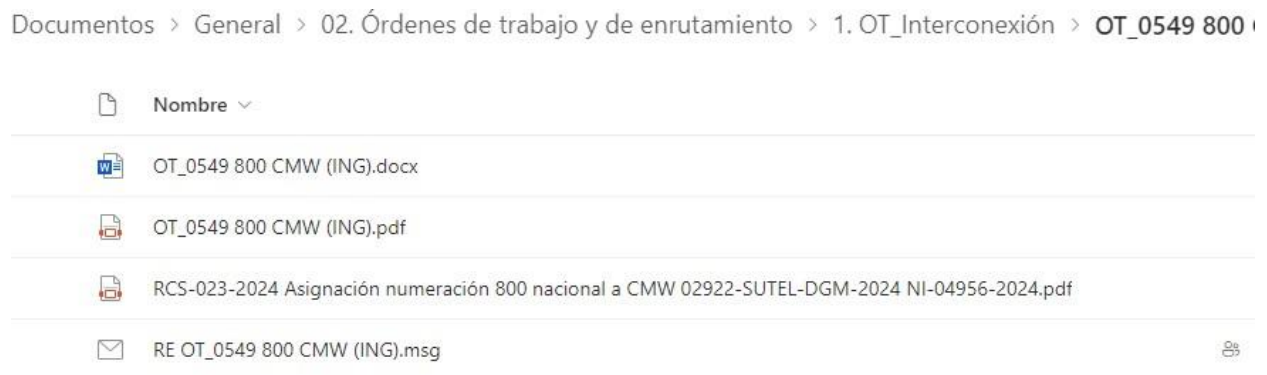 Documentos > General > 02. Órdenes de trabajo y de enrutamiento > 1. OT_Interconexión > OT_0549 800
Nombre
OT_0549 800 CMW (ING).docx
OT_0549 800 CMW (ING).pdf
RCS-023-2024 Asignación numeración 800 nacional a CMW 02922-SUTEL-DGM-2024 NI-04956-2024.pdf
RE OT_0549 800 CMW (ING).msg